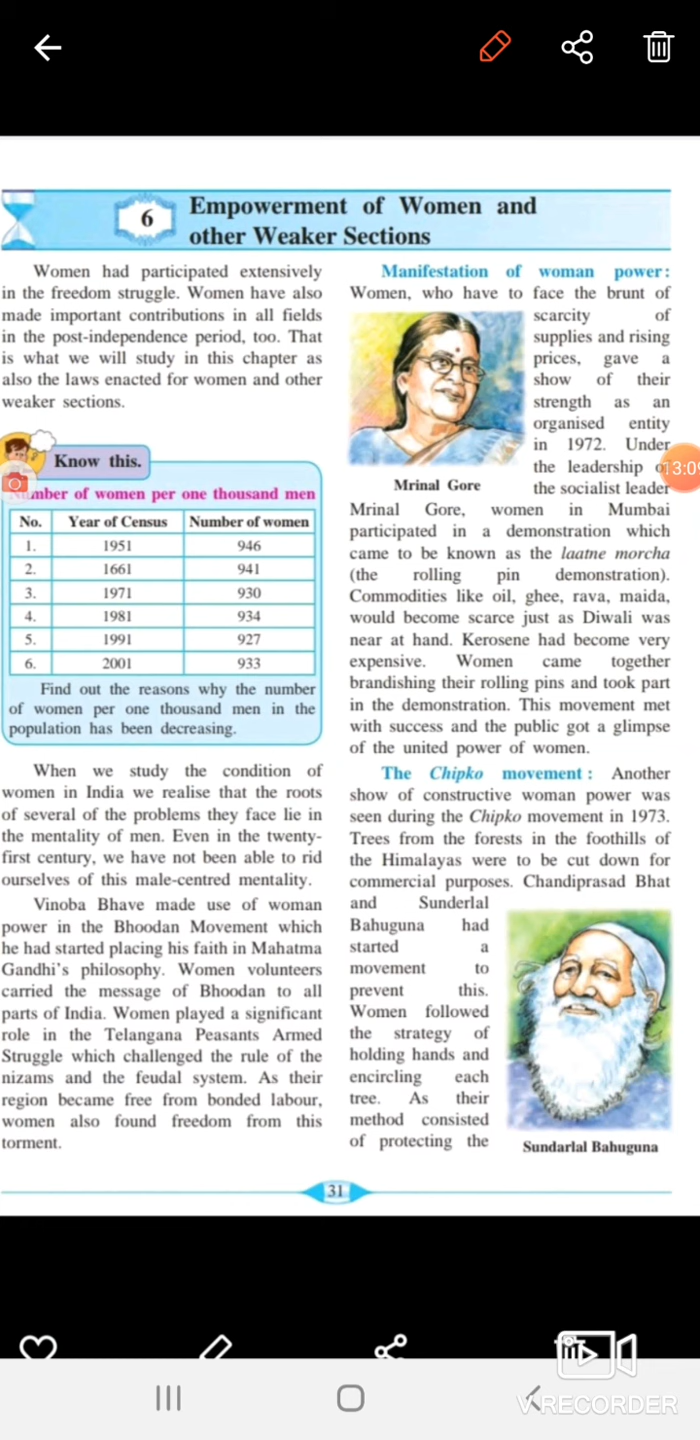 6
Empowerment of Women and
other Weaker Sections
Women had participated extensively
in the freedom struggle. Women have also
made important contributions in all fields
in the post-independence period, too. That
is what we will study in this chapter as
also the laws enacted for women and other
weaker sections.
Know this.
Number of women per one thousand men
No. Year of Census Number of women
1. 1951 946
2. 1661 941
3. 1971 930
4. 1981 934
5. 1991 927
6. 2001 933
Find out the reasons why the number
of women per one thousand men in the
population has been decreasing.
When we study the condition of
women in India we realise that the roots
of several of the problems they face lie in
the mentality of men. Even in the twenty-
first century, we have not been able to rid
ourselves of this male-centred mentality.
Vinoba Bhave made use of woman
power in the Bhoodan Movement which
he had started placing his faith in Mahatma
Gandhi's philosophy. Women volunteers
carried the message of Bhoodan to all
parts of India. Women played a significant
role in the Telangana Peasants Armed
Struggle which challenged the rule of the
nizams and the feudal system. As their
region became free from bonded labour,
women also found freedom from this
torment.
Manifestation of woman power:
Women, who have to face the brunt of
scarcity of
supplies and rising
prices, gave a
show of their
strength as an
organised entity
in 1972. Under
the leadership
13:09
the socialist leader
Mrinal Gore
Mrinal Gore, women in Mumbai
participated in a demonstration which
came to be known as the laatne morcha
(the rolling pin demonstration).
Commodities like oil, ghee, rava, maida,
would become scarce just as Diwali was
near at hand. Kerosene had become very
expensive. Women came together
brandishing their rolling pins and took part
in the demonstration. This movement met
with success and the public got a glimpse
of the united power of women.
The Chipko movement : Another
show of constructive woman power was
seen during the Chipko movement in 1973.
Trees from the forests in the foothills of
the Himalayas were to be cut down for
commercial purposes. Chandiprasad Bhat
and Sunderlal
Bahuguna had
started a
movement to
prevent this.
Women followed
the strategy of
holding hands and
encircling each
tree. As their
method consisted
of protecting the
Sundarlal Bahuguna
31
V RECORDER